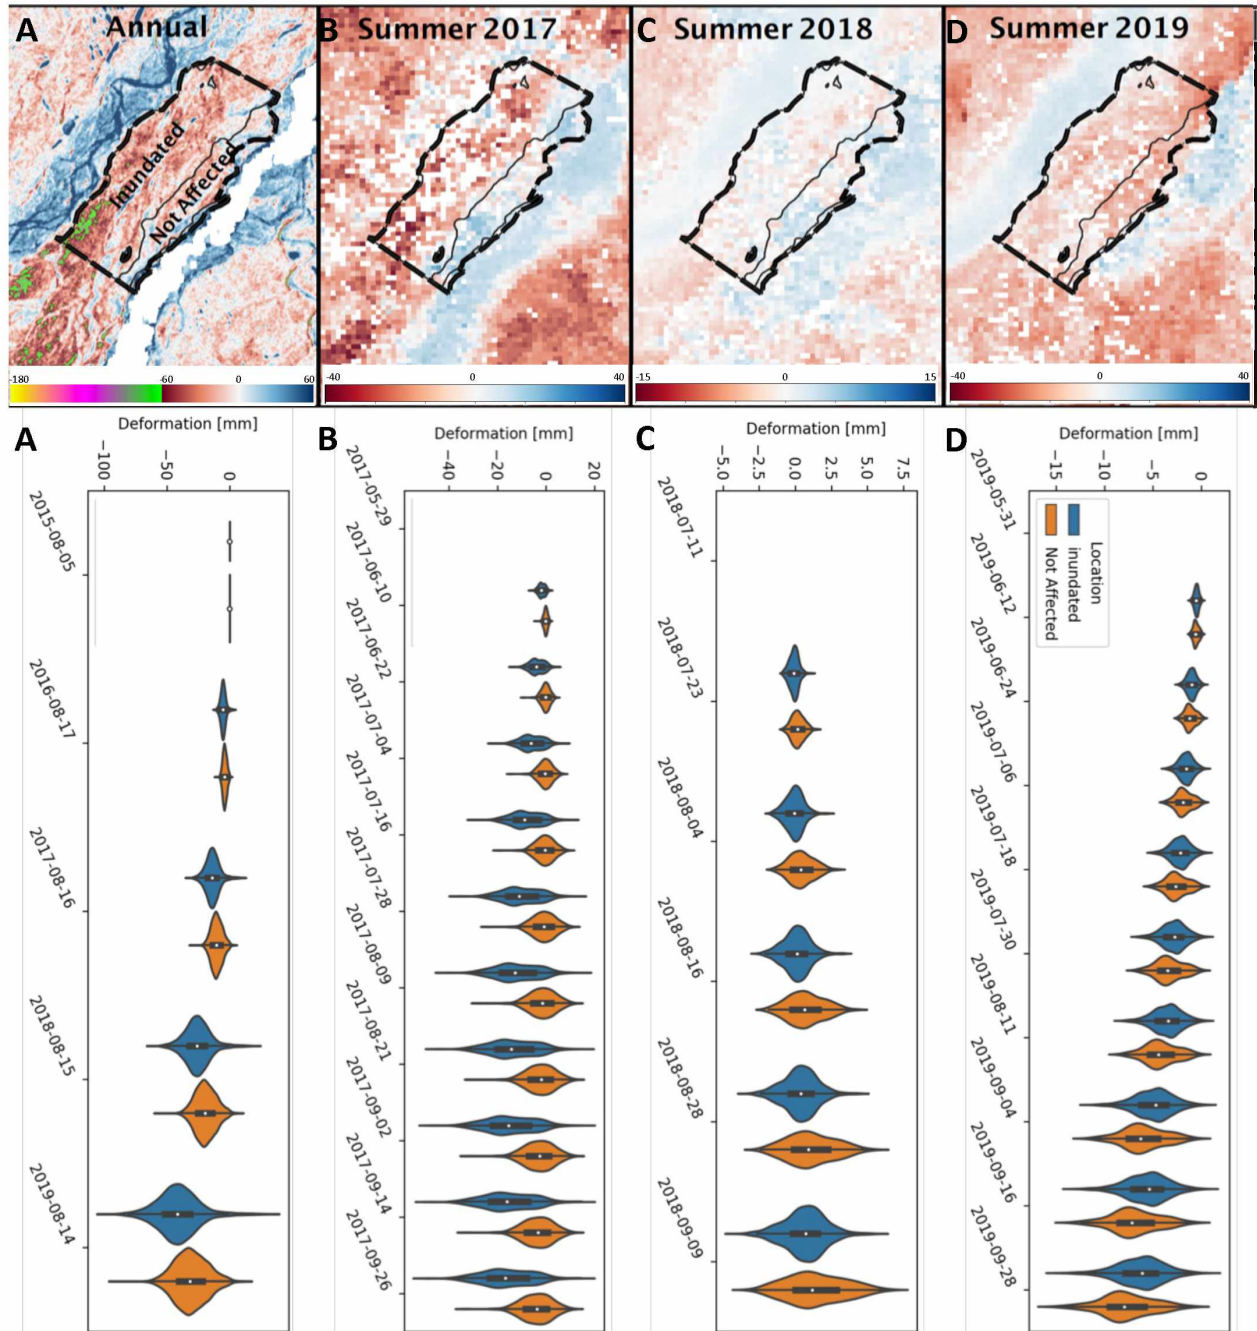 A
Annual
B
Summer 2017
C
Summer 2018
D
Summer 2019
Inundated
Not Affected
-180
-60
0
60
-40
0
40
-15
0
15
-40
0
40
A
Deformation [mm]
−100
−50
0
2015-08-05
2016-08-17
2017-08-16
2018-08-15
2019-08-14
B
Deformation [mm]
−40
−20
0
20
2017-05-29
2017-06-10
2017-06-22
2017-07-04
2017-07-16
2017-07-28
2017-08-09
2017-08-21
2017-09-02
2017-09-14
2017-09-26
C
Deformation [mm]
−5.0
−2.5
0.0
2.5
5.0
7.5
2018-07-11
2018-07-23
2018-08-04
2018-08-16
2018-08-28
2018-09-09
D
Deformation [mm]
−15
−10
−5
0
2019-05-31
2019-06-12
2019-06-24
2019-07-06
2019-07-18
2019-07-30
2019-08-11
2019-09-04
2019-09-16
2019-09-28
Location
inundated
Not Affected